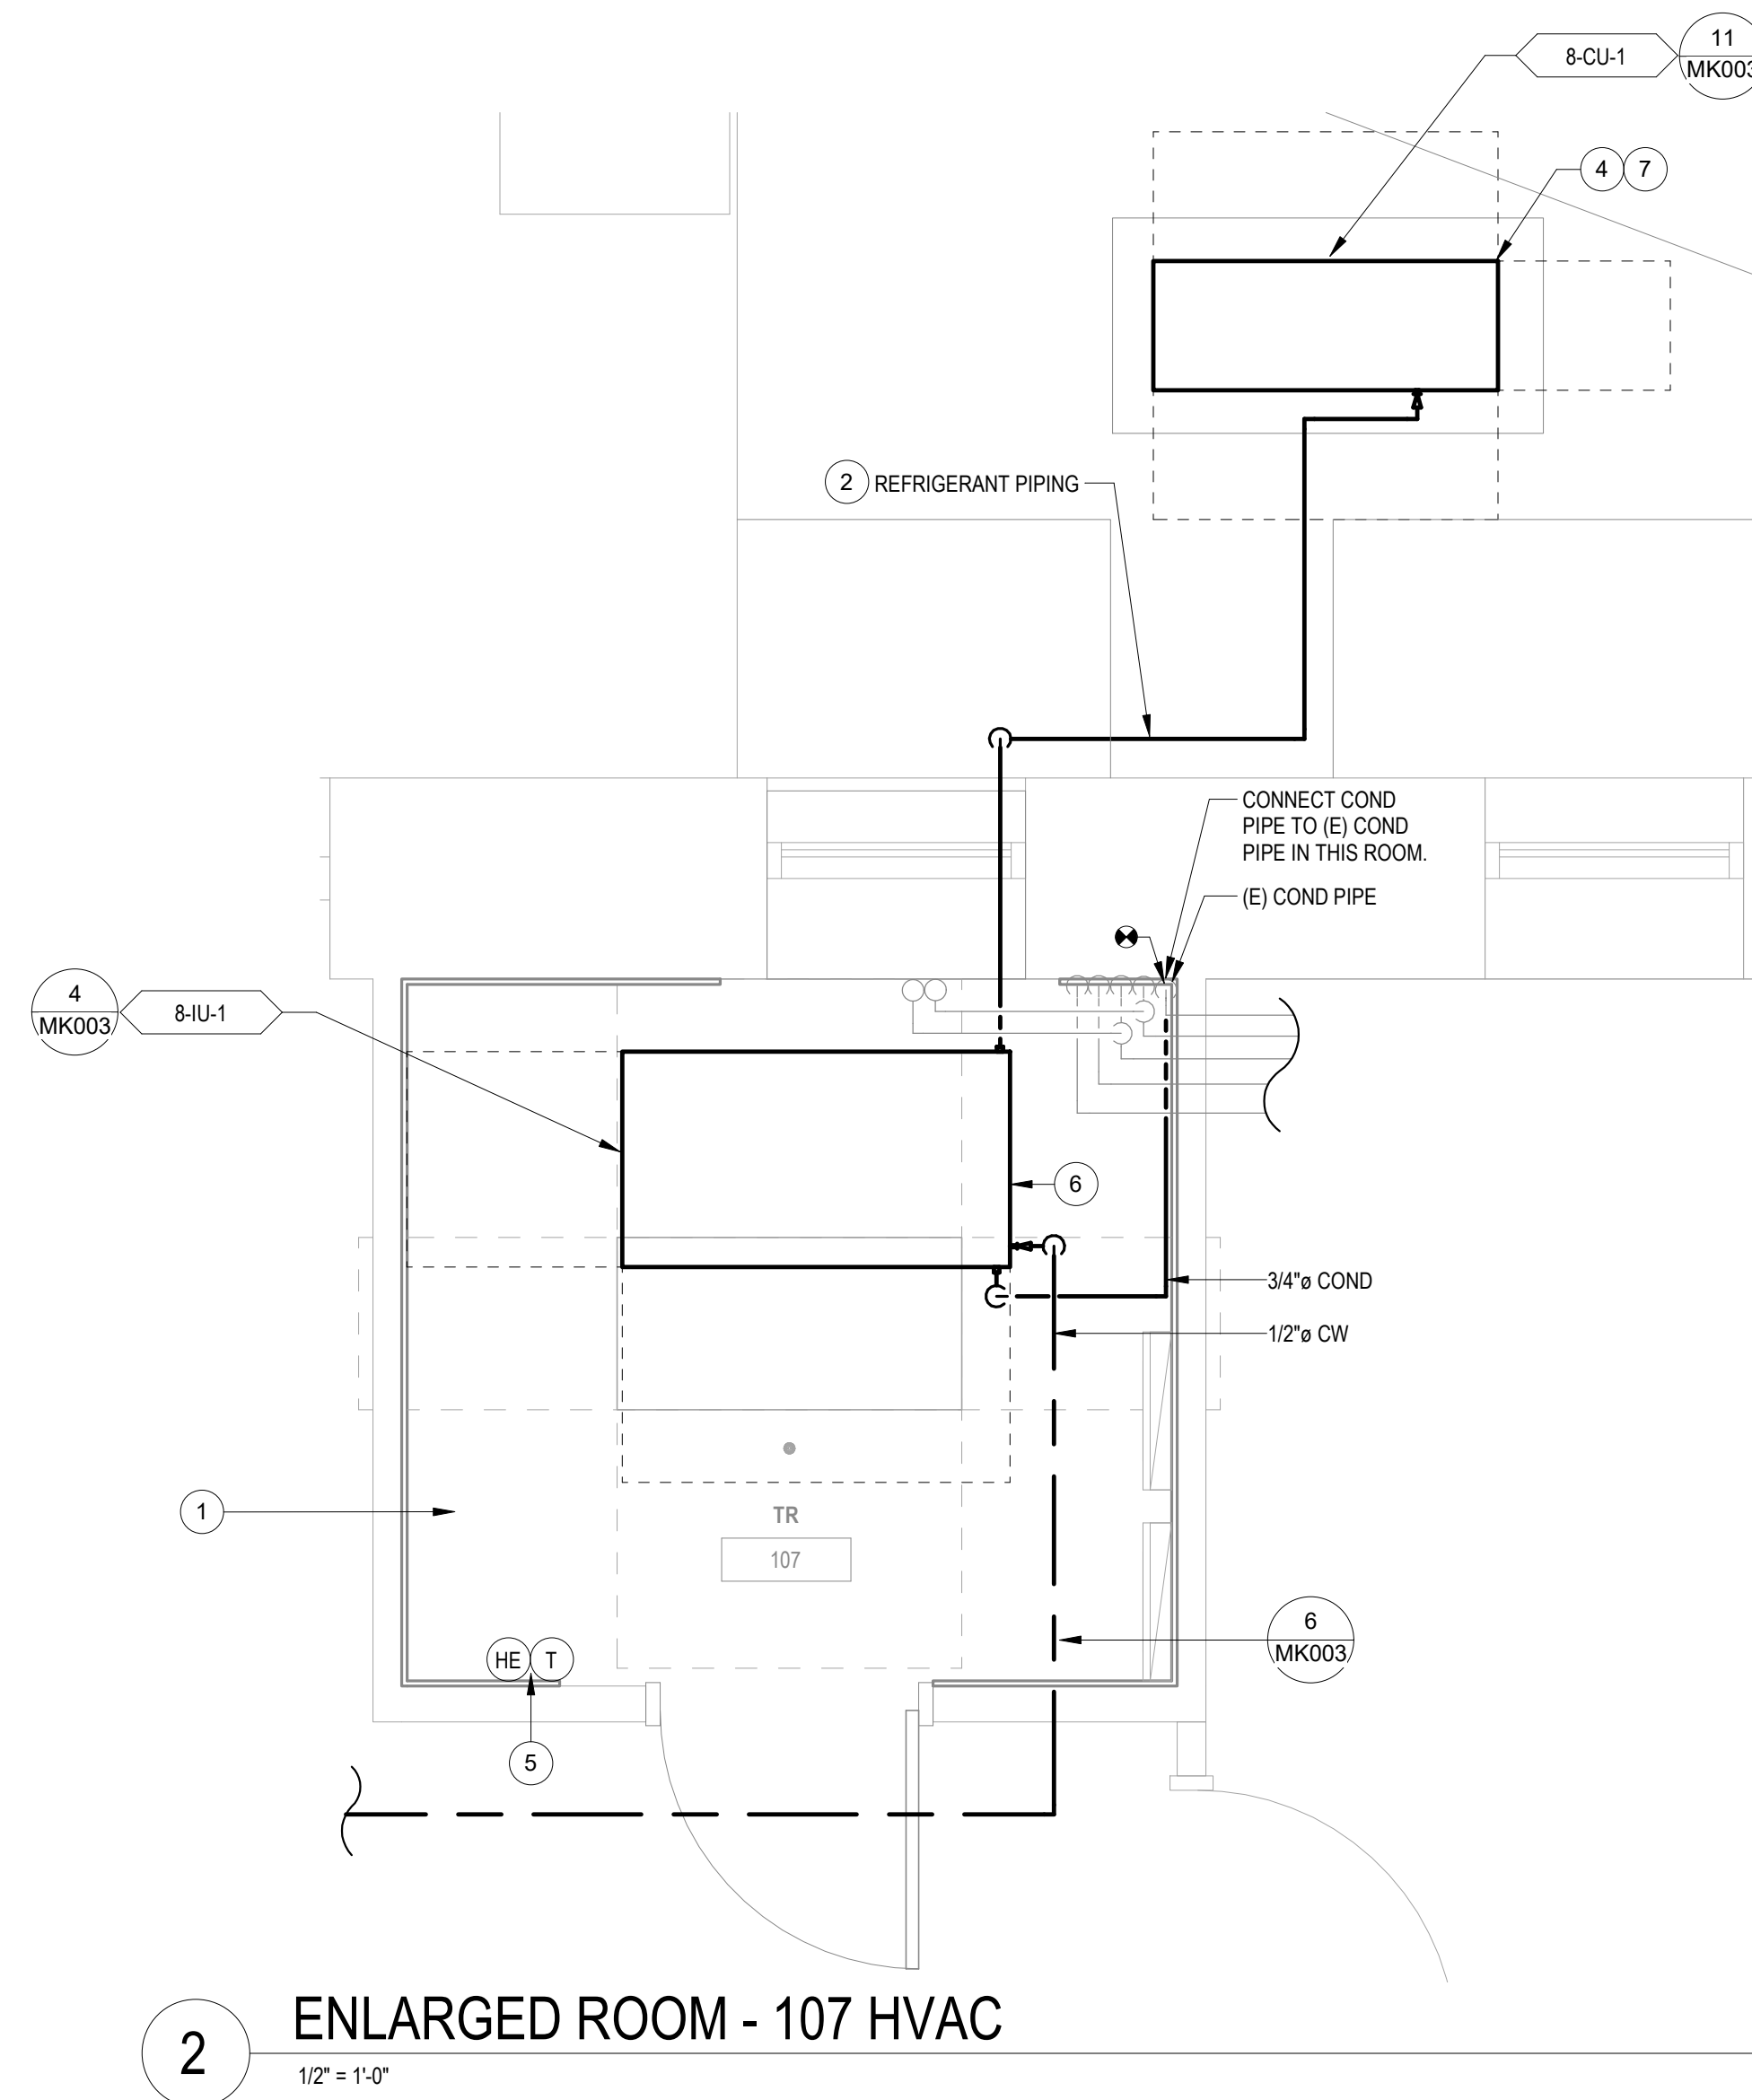 8-CU-1
11
MK003
4
7
2
REFRIGERANT PIPING
CONNECT COND
PIPE TO (E) COND
PIPE IN THIS ROOM.
(E) COND PIPE
4
MK003
8-IU-1
6
3/4"ø COND
1/2"ø CW
1
TR
107
6
MK003
HE
T
5
2
ENLARGED ROOM - 107 HVAC
1/2" = 1'-0"